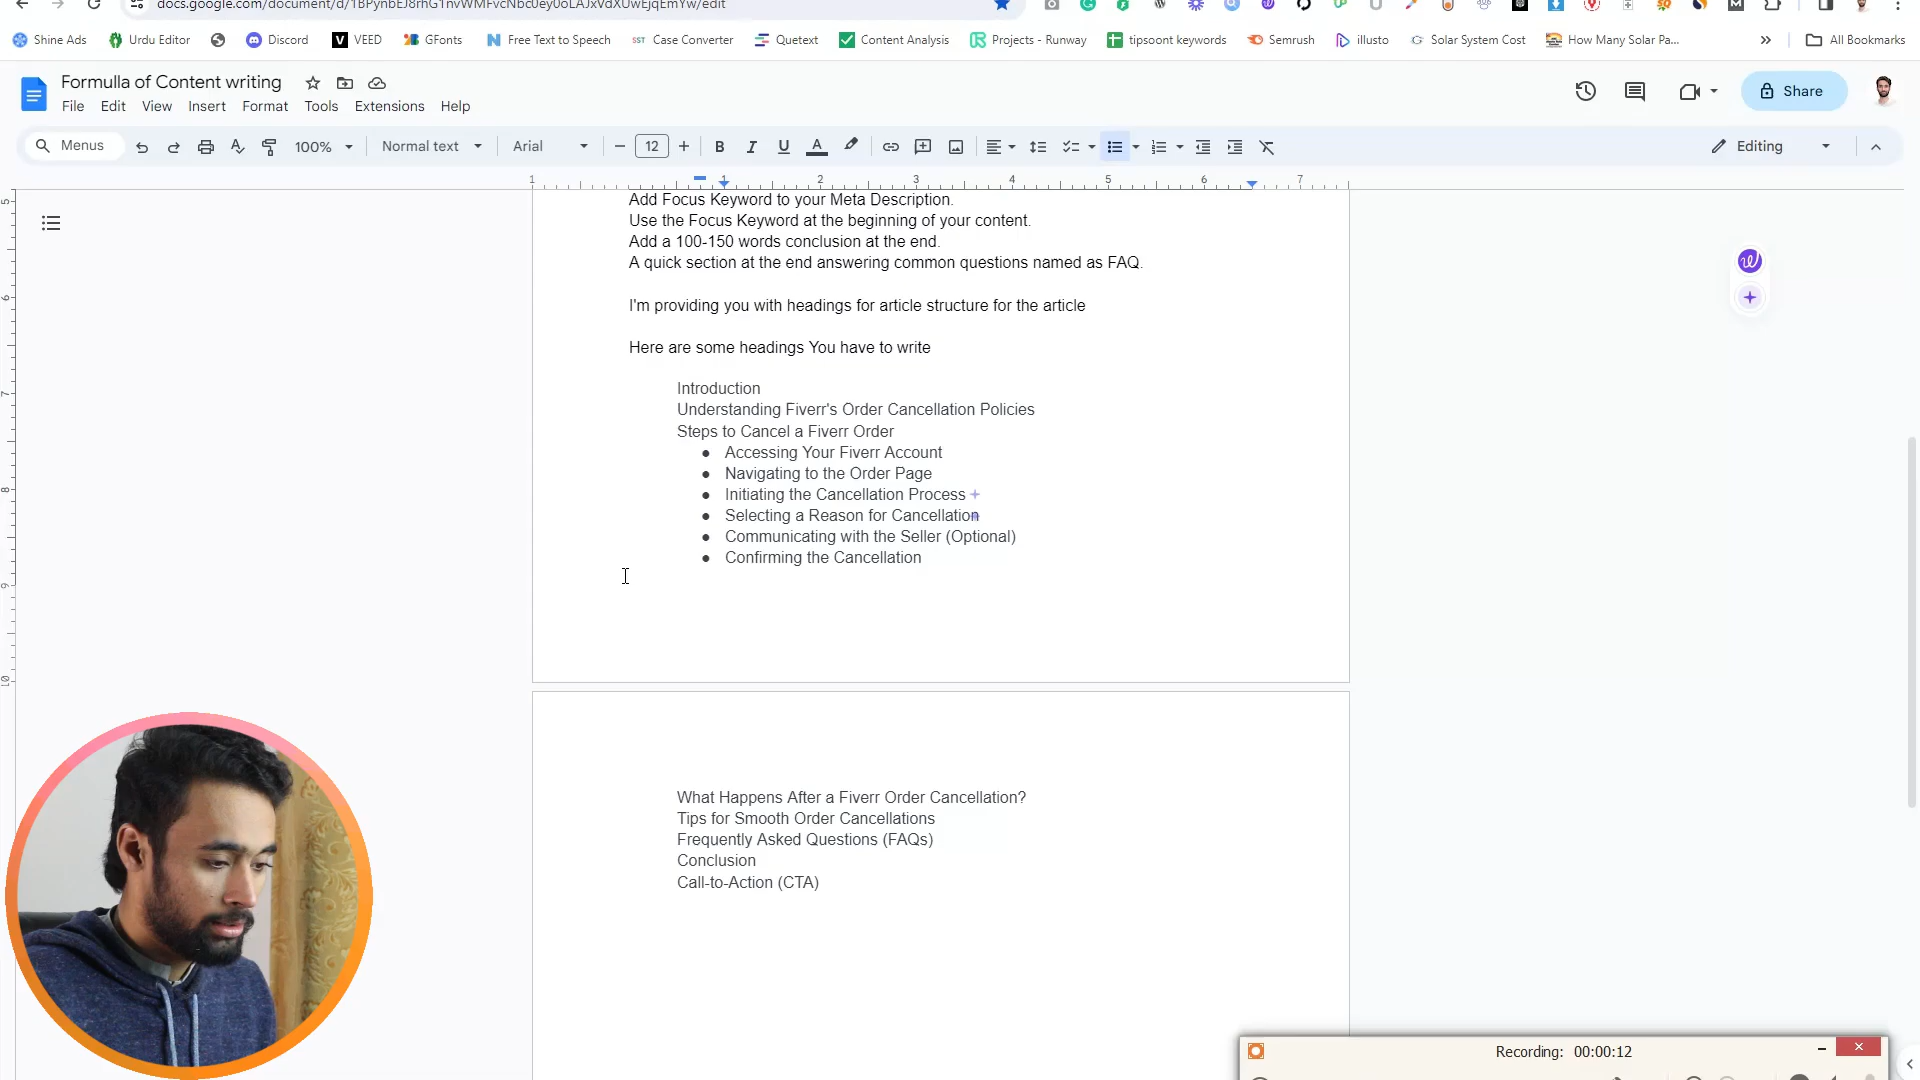 docs.google.com/document/d/1BPynbEJ8rhG1nvWMFvcNbc0ey0oLAJxVdXUwEjqEmYw/edit
Shine Ads Urdu Editor Discord VEED GFonts Free Text to Speech Case Converter Quetext Content Analysis Projects - Runway tipsoont keywords Semrush illusto Solar System Cost How Many Solar Pa... » All Bookmarks
Formulla of Content writing
File Edit View Insert Format Tools Extensions Help
Share
Menus 100% Normal text Arial 12 Editing
1 1 2 3 4 5 6 7
Add Focus Keyword to your Meta Description.
Use the Focus Keyword at the beginning of your content.
Add a 100-150 words conclusion at the end.
A quick section at the end answering common questions named as FAQ.
I'm providing you with headings for article structure for the article
Here are some headings You have to write
Introduction
Understanding Fiverr's Order Cancellation Policies
Steps to Cancel a Fiverr Order
● Accessing Your Fiverr Account
● Navigating to the Order Page
● Initiating the Cancellation Process
● Selecting a Reason for Cancellation
● Communicating with the Seller (Optional)
● Confirming the Cancellation
What Happens After a Fiverr Order Cancellation?
Tips for Smooth Order Cancellations
Frequently Asked Questions (FAQs)
Conclusion
Call-to-Action (CTA)
Recording: 00:00:12